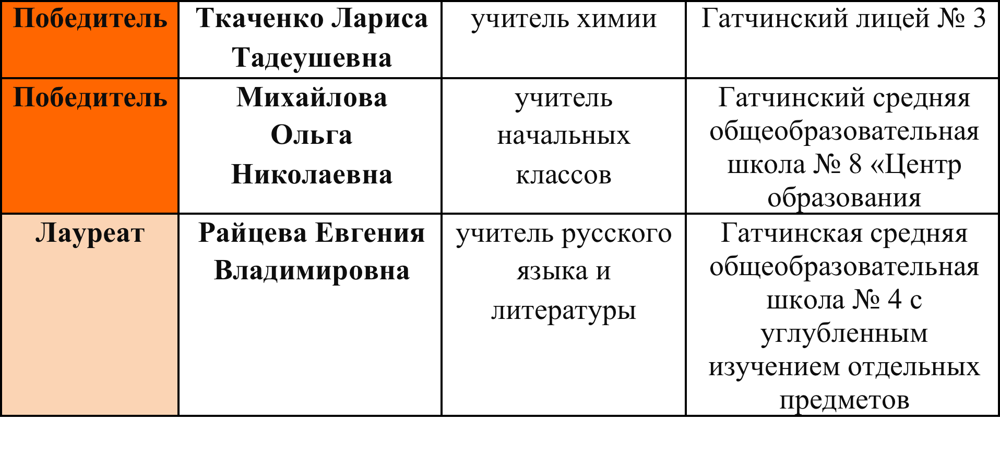 Победитель
Ткаченко Лариса
Тадеушевна
учитель химии
Гатчинский лицей № 3
Победитель
Михайлова
Ольга
Николаевна
учитель
начальных
классов
Гатчинский средняя
общеобразовательная
школа № 8 «Центр
образования
Лауреат
Райцева Евгения
Владимировна
учитель русского
языка и
литературы
Гатчинская средняя
общеобразовательная
школа № 4 с
углубленным
изучением отдельных
предметов